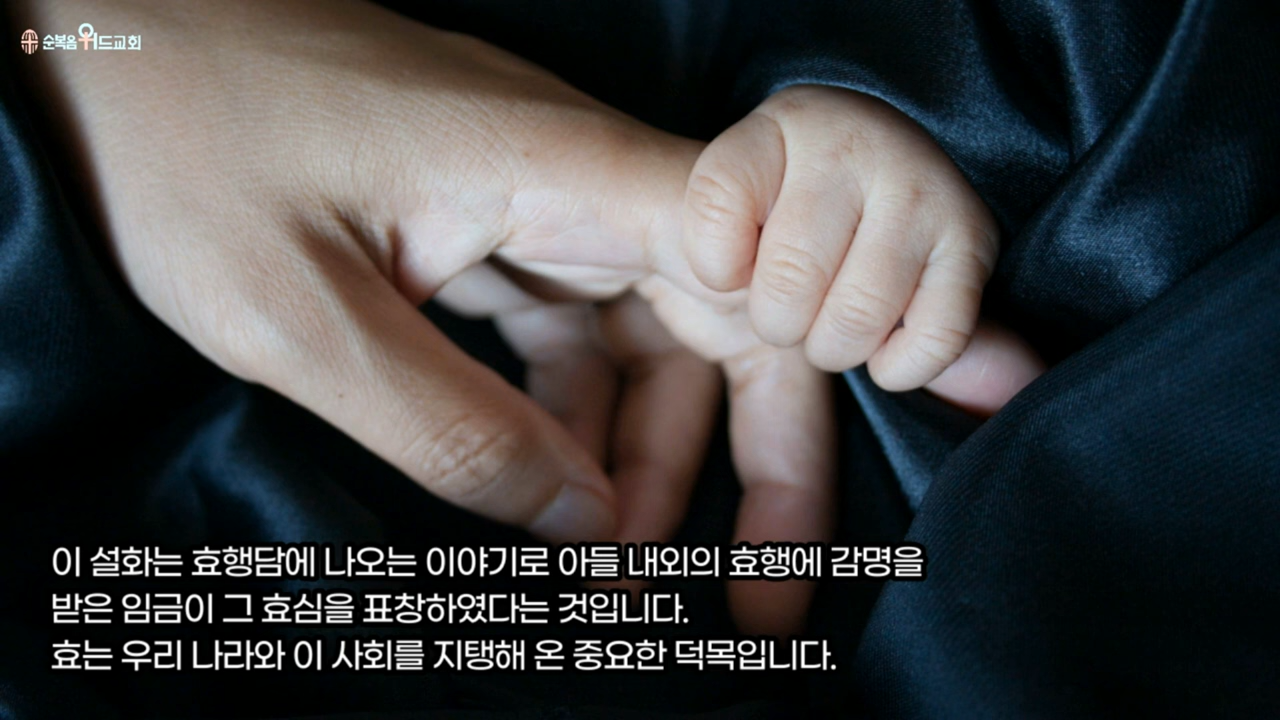 순복음워드교회
이 설화는 효행담에 나오는 이야기로 아들 내외의 효행에 감명을
받은 임금이 그 효심을 표창하였다는 것입니다.
효는 우리 나라와 이 사회를 지탱해 온 중요한 덕목입니다.